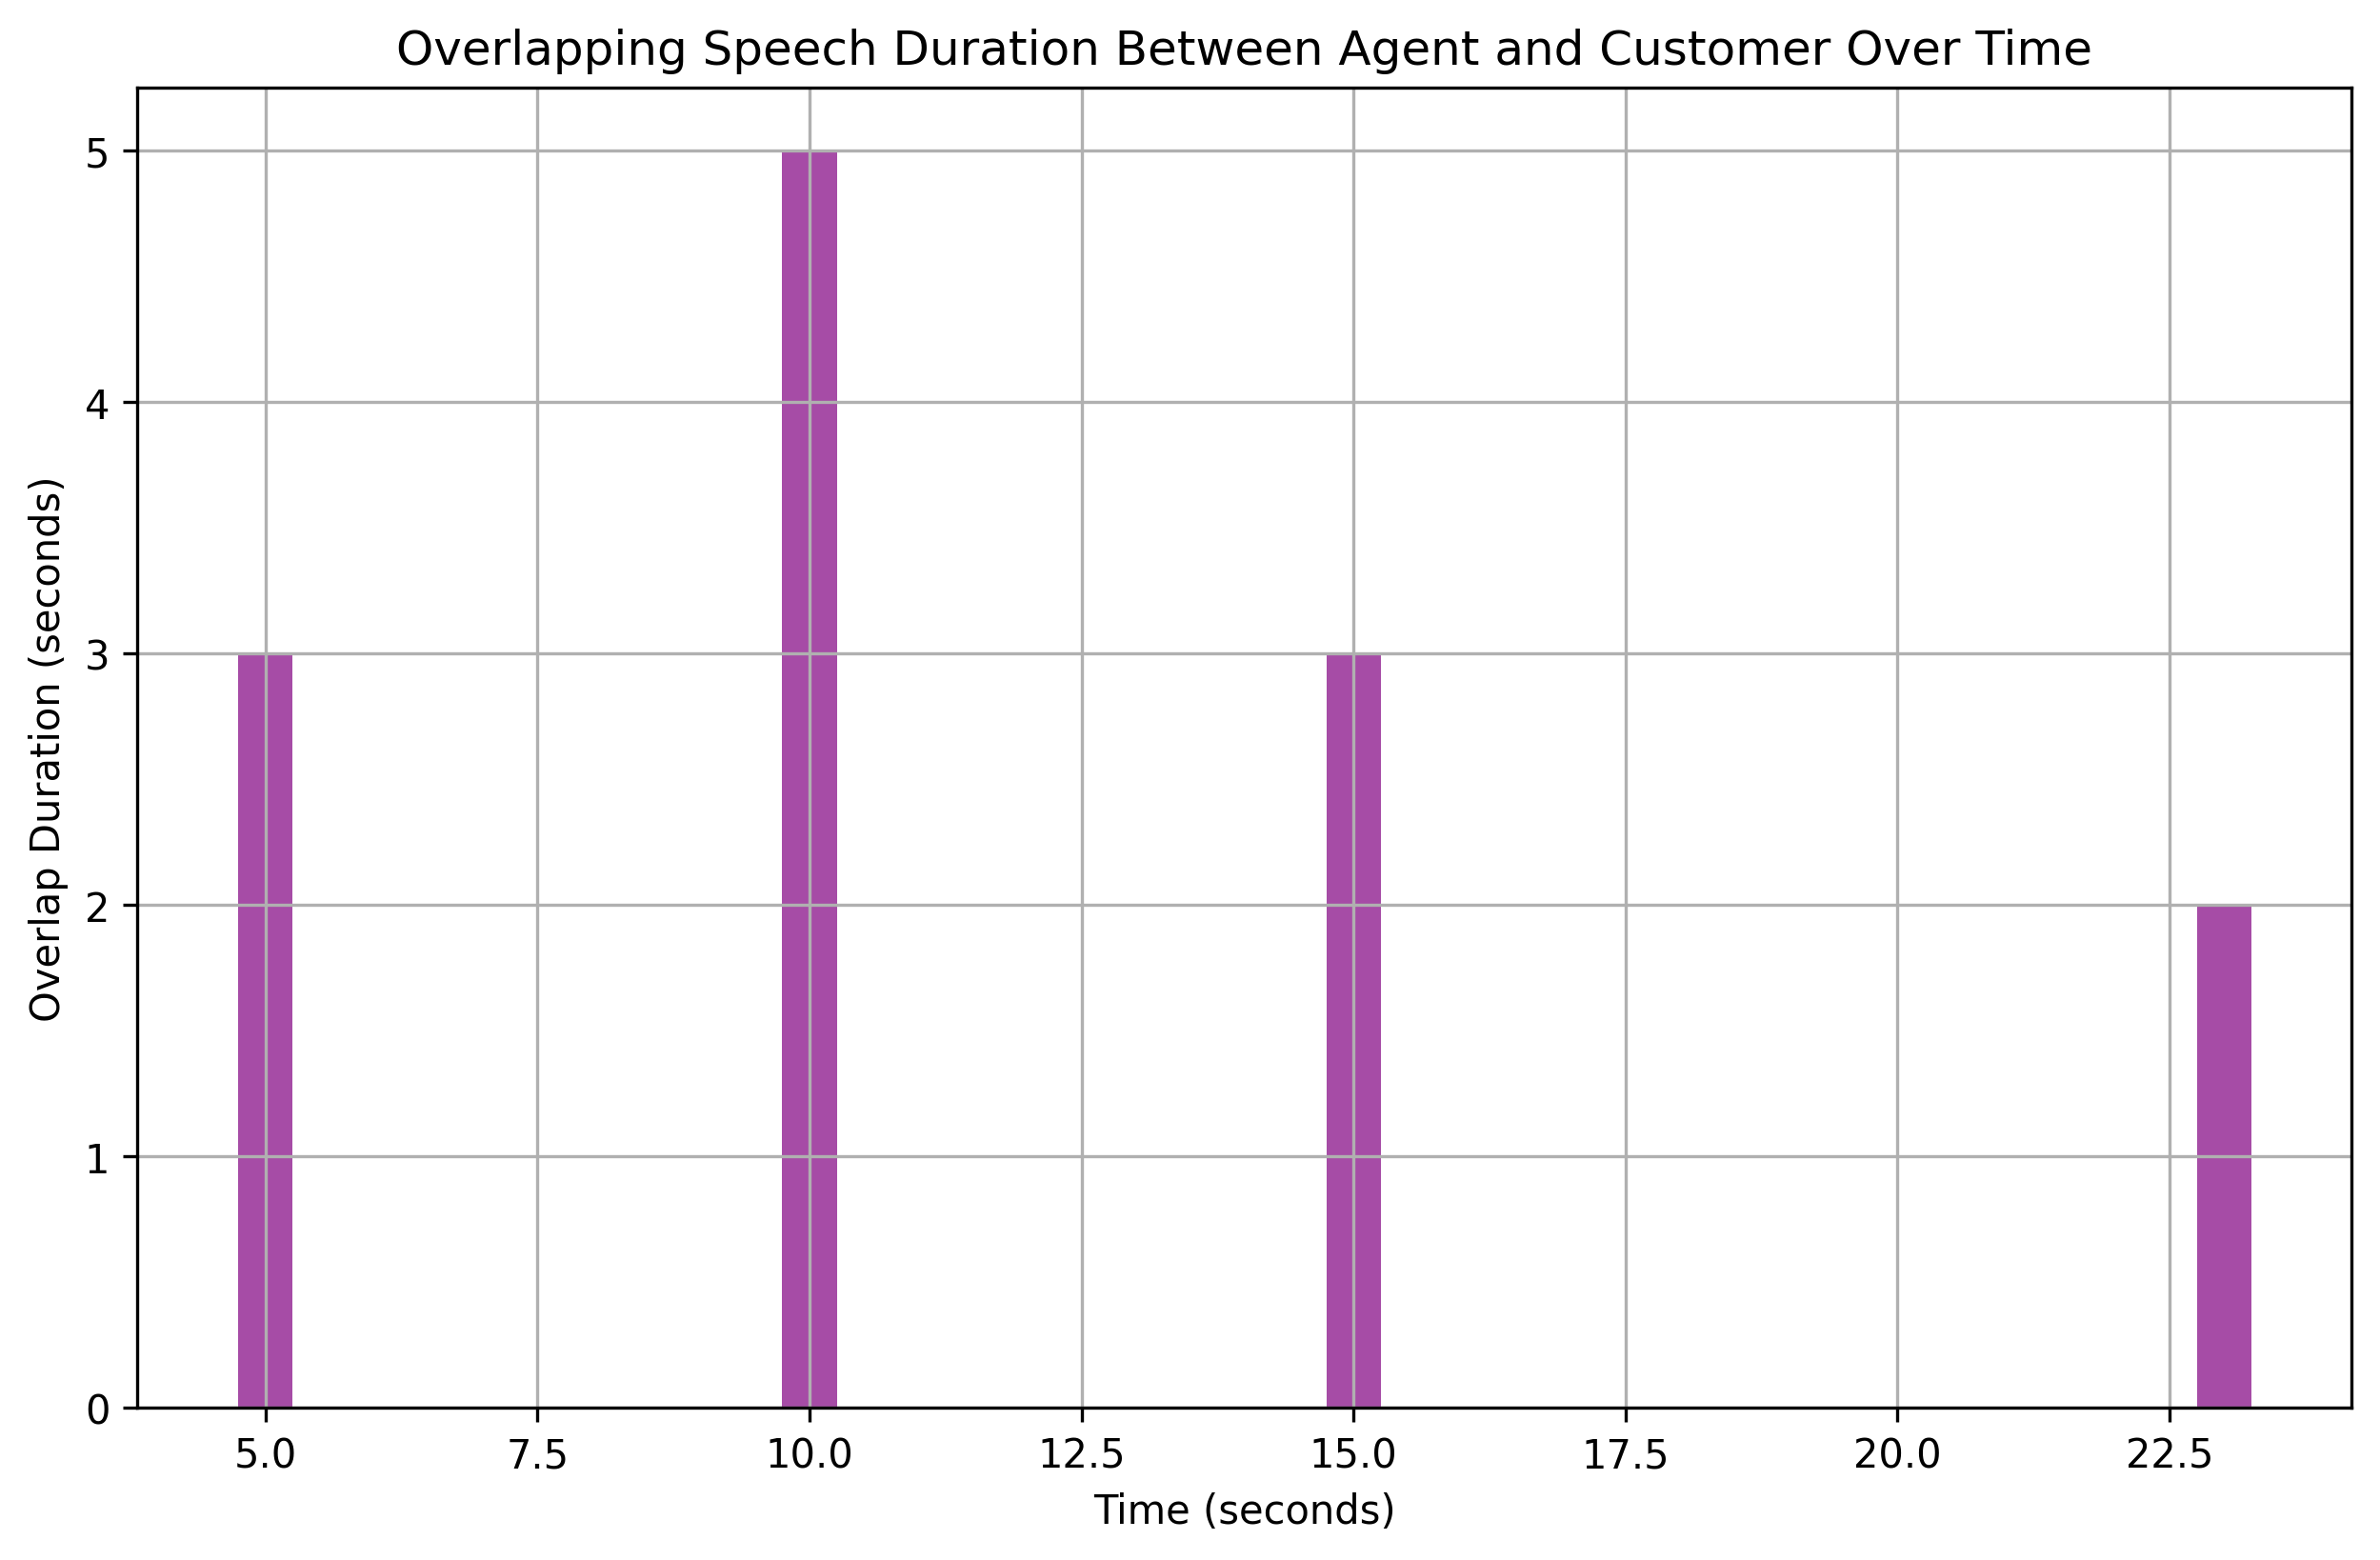 Overlapping Speech Duration Between Agent and Customer Over Time
Overlap Duration (seconds)
5
4
3
2
1
0
5.0 7.5 10.0 12.5 15.0 17.5 20.0 22.5
Time (seconds)